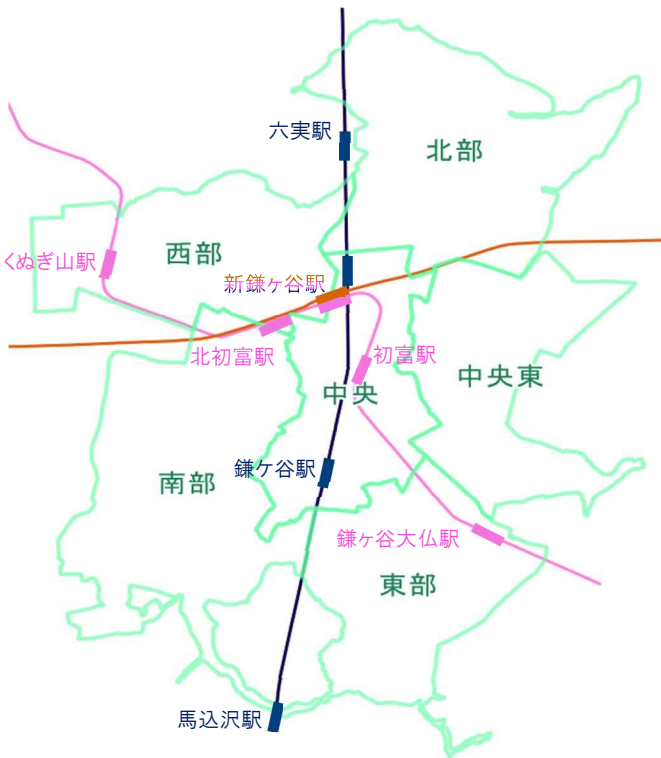 六実駅
北部
西部
くぬぎ山駅
新鎌ヶ谷駅
北初富駅
初富駅
中央東
中央
鎌ケ谷駅
南部
鎌ヶ谷大仏駅
東部
馬込沢駅